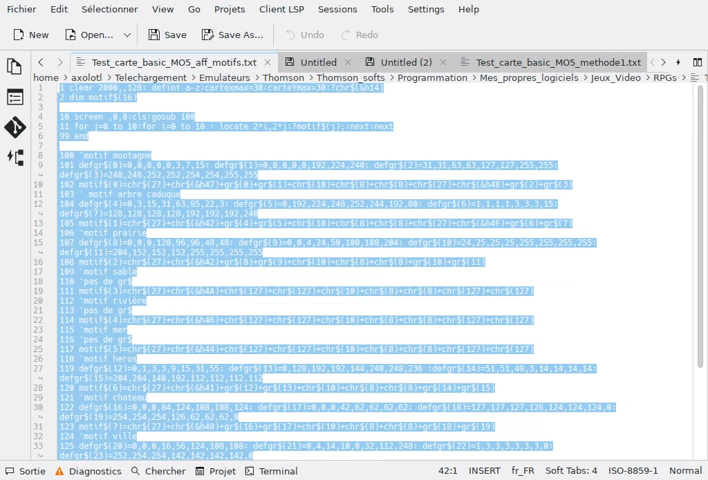 Fichier Edit Sélectionner View Go Projets Client LSP Sessions Tools Settings Help
New Open... Save Save As... Undo Redo
Test_carte_basic_MO5_aff_motifs.txt Untitled Untitled (2) Test_carte_basic_MO5_methode1.txt
home > axolotl > Telechargement > Emulateurs > Thomson > Thomson_softs > Programmation > Mes_propres_logiciels > Jeux_Video > RPGs >
1 1 clear 2000,,128: defint a-z:cartexmax=30:carteYmax=30:?chr$(&h14)
2 2 dim motif$(16)
3
4 10 screen ,0,0:cls:gosub 100
5 11 for j=0 to 10:for i=0 to 10 : locate 2*i,2*j:?motif$(j);:next:next
6 99 end
7
8 100 'motif montagne
9 101 defgr$(0)=0,0,0,0,0,3,7,15: defgr$(1)=0,0,0,0,0,192,224,240: defgr$(2)=31,31,63,63,127,127,255,255:
defgr$(3)=248,248,252,252,254,254,255,255
10 102 motif$(0)=chr$(27)+chr$(&h47)+gr$(0)+gr$(1)+chr$(10)+chr$(8)+chr$(8)+chr$(27)+chr$(&h48)+gr$(2)+gr$(3)
11 103 ' motif arbre caduque
12 104 defgr$(4)=0,3,15,31,63,95,22,3: defgr$(5)=0,192,224,248,252,244,192,80: defgr$(6)=1,1,1,1,3,3,3,15:
defgr$(7)=128,128,128,128,192,192,192,240
13 105 motif$(1)=chr$(27)+chr$(&h42)+gr$(4)+gr$(5)+chr$(10)+chr$(8)+chr$(8)+chr$(27)+chr$(&h4F)+gr$(6)+gr$(7)
14 106 'motif prairie
15 107 defgr$(8)=0,0,0,128,96,96,48,48: defgr$(9)=0,0,4,24,50,100,108,204: defgr$(10)=24,25,25,25,255,255,255,255:
defgr$(11)=204,152,152,152,255,255,255,255
16 108 motif$(2)=chr$(27)+chr$(&h42)+gr$(8)+gr$(9)+chr$(10)+chr$(8)+chr$(8)+gr$(10)+gr$(11)
17 109 'motif sable
18 110 'pas de gr$
19 111 motif$(3)=chr$(27)+chr$(&h4A)+chr$(127)+chr$(127)+chr$(10)+chr$(8)+chr$(8)+chr$(127)+chr$(127)
20 112 'motif rivière
21 113 'pas de gr$
22 114 motif$(4)=chr$(27)+chr$(&h46)+chr$(127)+chr$(127)+chr$(10)+chr$(8)+chr$(8)+chr$(127)+chr$(127)
23 115 'motif mer
24 116 'pas de gr$
25 117 motif$(5)=chr$(27)+chr$(&h44)+chr$(127)+chr$(127)+chr$(10)+chr$(8)+chr$(8)+chr$(127)+chr$(127)
26 118 'motif heros
27 119 defgr$(12)=0,1,3,3,9,15,31,55: defgr$(13)=0,128,192,192,144,240,248,236 :defgr$(14)=51,51,49,3,14,14,14,14:
defgr$(15)=204,204,140,192,112,112,112,112
28 120 motif$(6)=chr$(27)+chr$(&h41)+gr$(12)+gr$(13)+chr$(10)+chr$(8)+chr$(8)+gr$(14)+gr$(15)
29 121 'motif chateau
30 122 defgr$(16)=0,0,0,84,124,108,108,124: defgr$(17)=0,0,0,42,62,62,62,62: defgr$(18)=127,127,127,126,124,124,124,0:
defgr$(19)=254,254,254,126,62,62,62,0
31 123 motif$(7)=chr$(27)+chr$(&h48)+gr$(16)+gr$(17)+chr$(10)+chr$(8)+chr$(8)+gr$(18)+gr$(19)
32 124 'motif ville
33 125 defgr$(20)=0,0,0,16,56,124,108,108: defgr$(21)=0,4,14,10,0,32,112,248: defgr$(22)=1,3,3,3,3,3,3,0:
defgr$(23)=252,254,254,142,142,142,142,0
Sortie Diagnostics Chercher Projet Terminal 42:1 INSERT fr_FR Soft Tabs: 4 ISO-8859-1 Normal